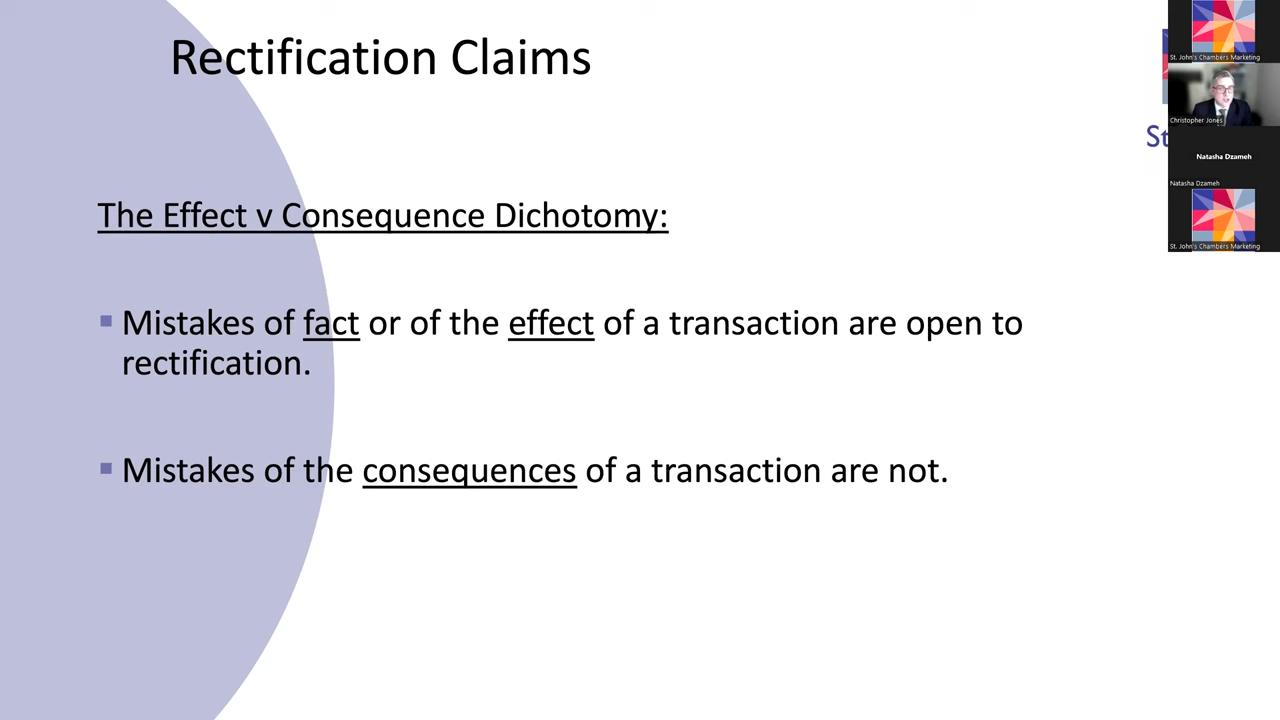 Rectification Claims
The Effect v Consequence Dichotomy:
▪ Mistakes of fact or of the effect of a transaction are open to
rectification.
▪ Mistakes of the consequences of a transaction are not.
St
St. John's Chambers Marketing
Christopher Jones
Natasha Dzameh
Natasha Dzameh
St. John's Chambers Marketing